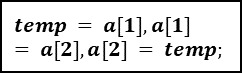 temp = a[1],a[1]
= a[2],a[2] = temp;